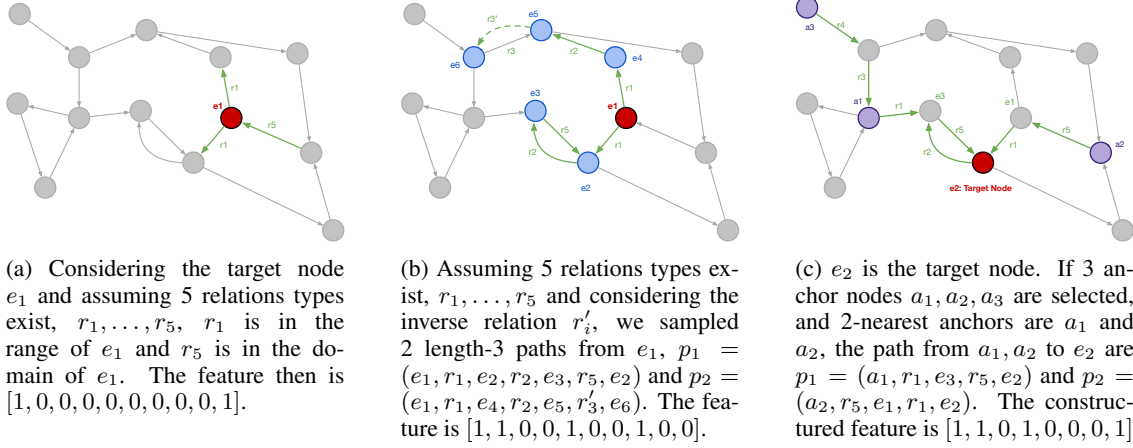 e1
r1
r1
r5
e5
r3'
r3
r2
e6
e4
e3
r1
e1
r5
r1
r2
e2
a3
r4
r3
a1
r1
e3
e1
r5
r5
r1
r2
a2
e2: Target Node
(a) Considering the target node
e₁ and assuming 5 relations types
exist, r₁, . . . , r₅, r₁ is in the
range of e₁ and r₅ is in the do-
main of e₁. The feature then is
[1, 0, 0, 0, 0, 0, 0, 0, 0, 1].
(b) Assuming 5 relations types ex-
ist, r₁, . . . , r₅ and considering the
inverse relation r′ᵢ, we sampled
2 length-3 paths from e₁, p₁ =
(e₁, r₁, e₂, r₂, e₃, r₅, e₂) and p₂ =
(e₁, r₁, e₄, r₂, e₅, r′₃, e₆). The fea-
ture is [1, 1, 0, 0, 1, 0, 0, 1, 0, 0].
(c) e₂ is the target node. If 3 an-
chor nodes a₁, a₂, a₃ are selected,
and 2-nearest anchors are a₁ and
a₂, the path from a₁, a₂ to e₂ are
p₁ = (a₁, r₁, e₃, r₅, e₂) and p₂ =
(a₂, r₅, e₁, r₁, e₂). The construc-
tured feature is [1, 1, 0, 1, 0, 0, 0, 1]